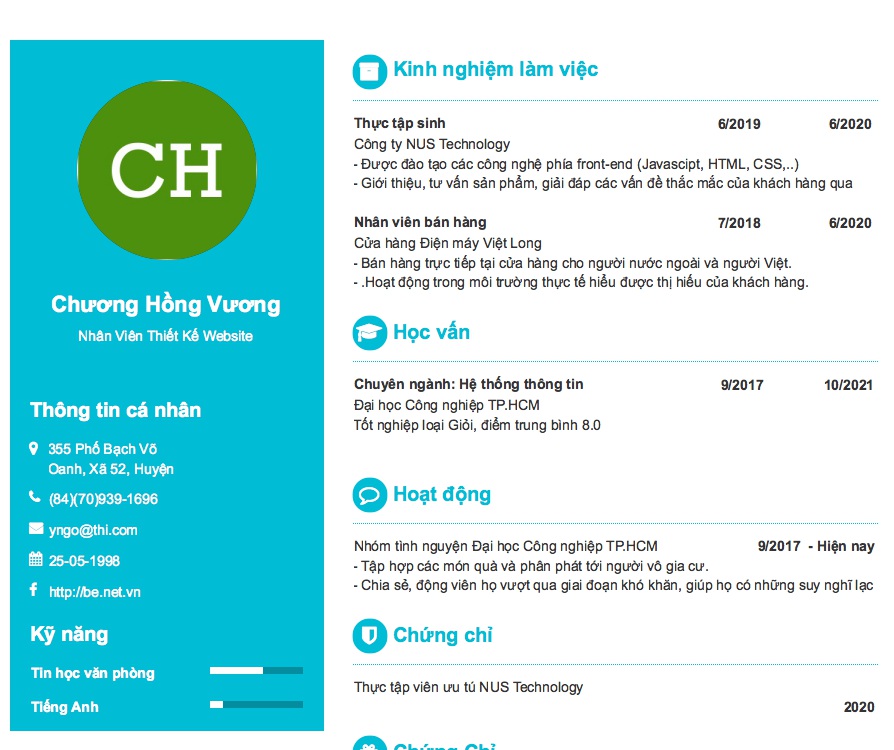 CH
Chương Hồng Vương
Nhân Viên Thiết Kế Website
Thông tin cá nhân
355 Phố Bạch Võ
Oanh, Xã 52, Huyện
(84)(70)939-1696
yngo@thi.com
25-05-1998
http://be.net.vn
Kỹ năng
Tin học văn phòng
Tiếng Anh
Kinh nghiệm làm việc
Thực tập sinh 6/2019 6/2020
Công ty NUS Technology
- Được đào tạo các công nghệ phía front-end (Javascipt, HTML, CSS,..)
- Giới thiệu, tư vấn sản phẩm, giải đáp các vấn đề thắc mắc của khách hàng qua
Nhân viên bán hàng 7/2018 6/2020
Cửa hàng Điện máy Việt Long
- Bán hàng trực tiếp tại cửa hàng cho người nước ngoài và người Việt.
- .Hoạt động trong môi trường thực tế hiểu được thị hiếu của khách hàng.
Học vấn
Chuyên ngành: Hệ thống thông tin 9/2017 10/2021
Đại học Công nghiệp TP.HCM
Tốt nghiệp loại Giỏi, điểm trung bình 8.0
Hoạt động
Nhóm tình nguyện Đại học Công nghiệp TP.HCM 9/2017 - Hiện nay
- Tập hợp các món quà và phân phát tới người vô gia cư.
- Chia sẻ, động viên họ vượt qua giai đoạn khó khăn, giúp họ có những suy nghĩ lạc
Chứng chỉ
Thực tập viên ưu tú NUS Technology
2020
Chứng Chỉ